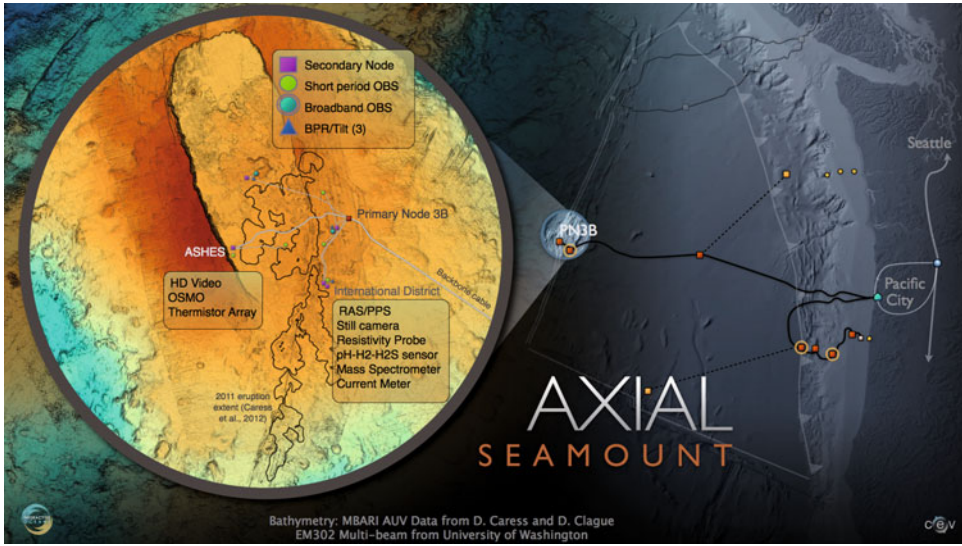 Secondary Node
Short period OBS
Broadband OBS
BPR/Tilt (3)
Primary Node 3B
ASHES
HD Video
OSMO
Thermistor Array
Backbone cable
International District
RAS/PPS
Still camera
Resistivity Probe
pH-H2-H2S sensor
Mass Spectrometer
Current Meter
2011 eruption
extent (Caress
et al., 2012)
PN3B
Seattle
Pacific
City
AXIAL
SEAMOUNT
Bathymetry: MBARI AUV Data from D. Caress and D. Clague
EM302 Multi-beam from University of Washington
cev